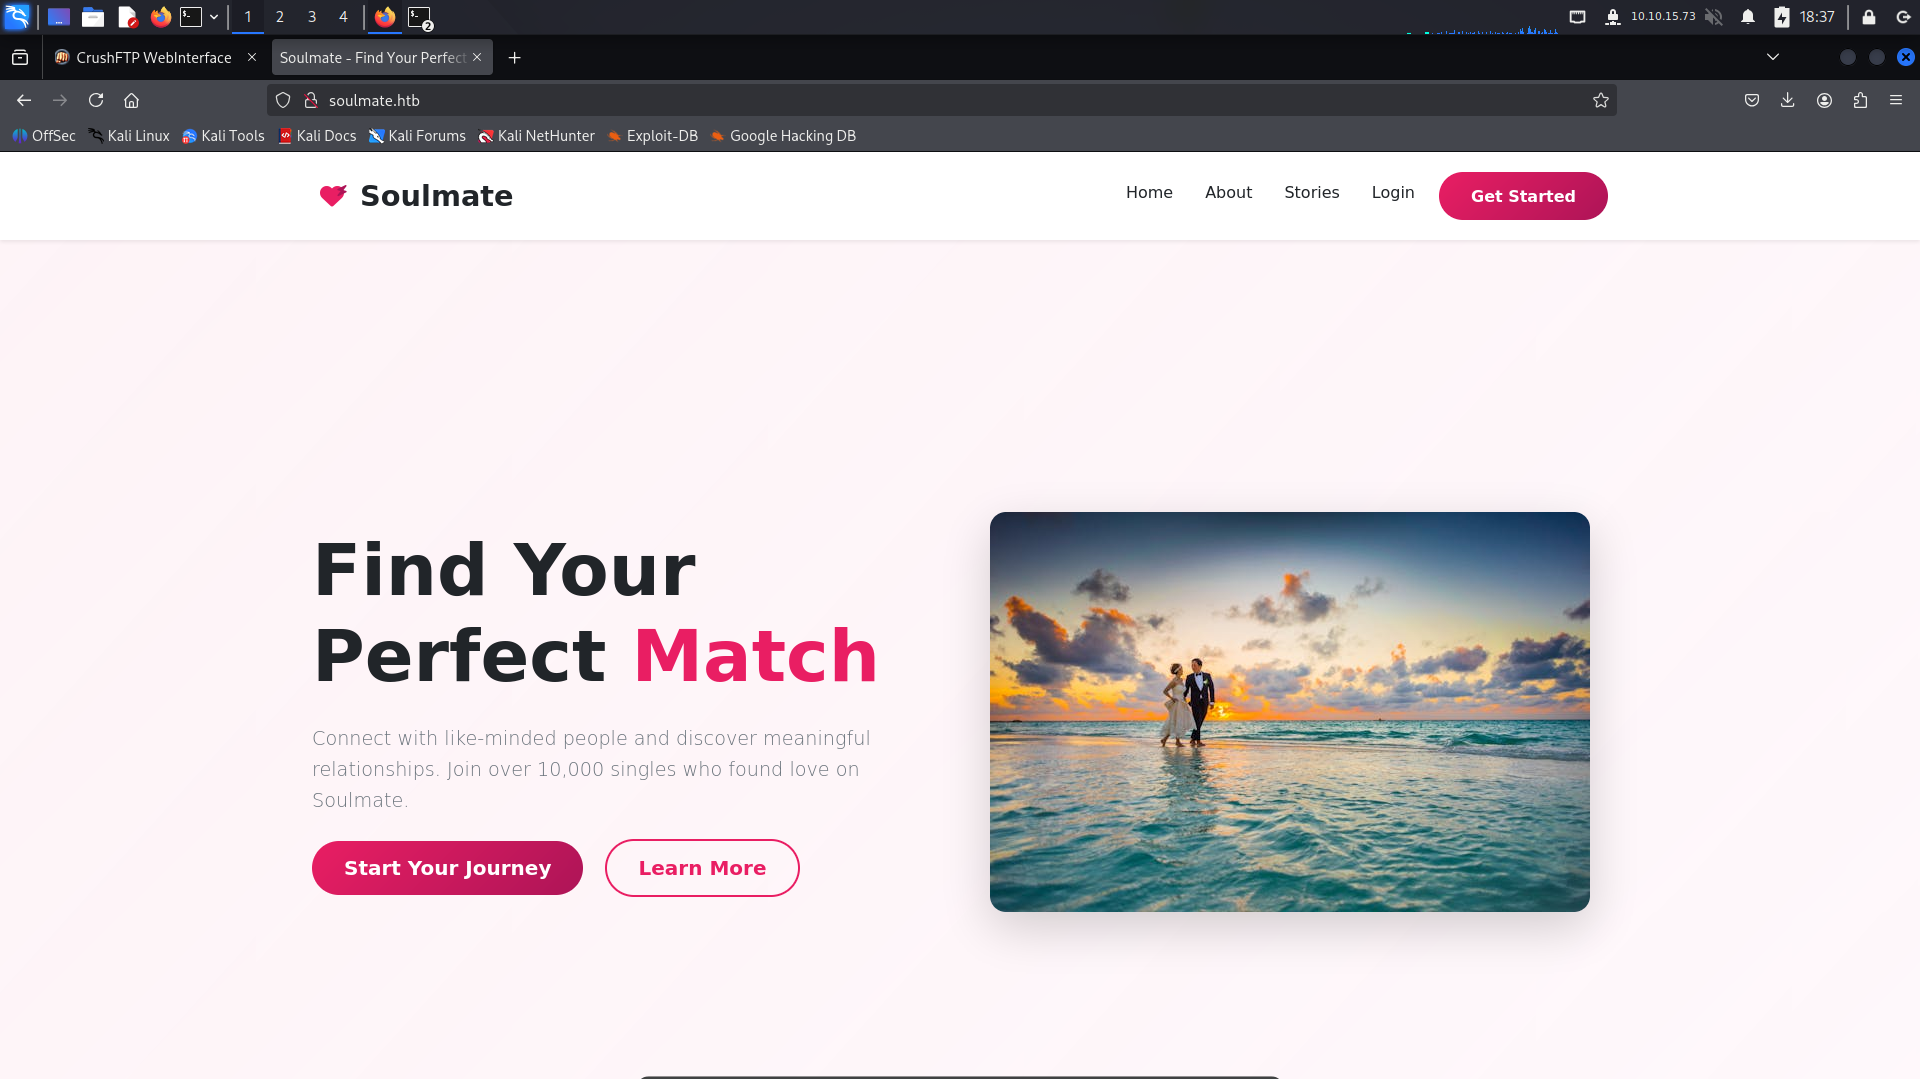 1 2 3 4 2 10.10.15.73 18:37
CrushFTP WebInterface Soulmate - Find Your Perfect
soulmate.htb
OffSec Kali Linux Kali Tools Kali Docs Kali Forums Kali NetHunter Exploit-DB Google Hacking DB
Soulmate Home About Stories Login Get Started
Find Your
Perfect Match
Connect with like-minded people and discover meaningful
relationships. Join over 10,000 singles who found love on
Soulmate.
Start Your Journey Learn More